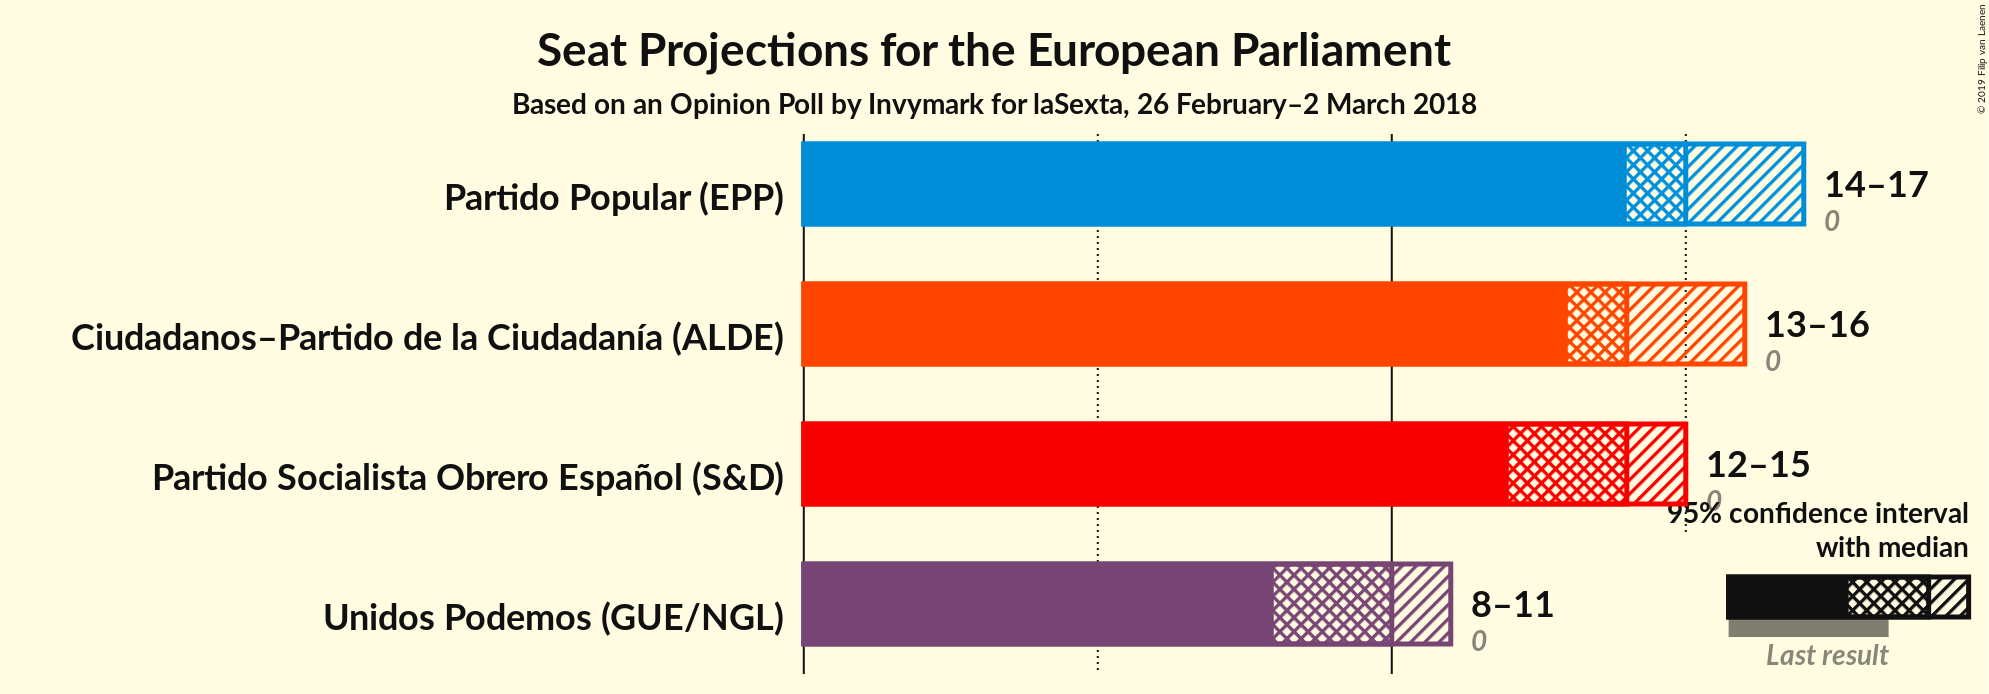 Seat Projections for the European Parliament
Based on an Opinion Poll by Invymark for laSexta, 26 February–2 March 2018
© 2019 Filip van Laenen
Partido Popular (EPP)
14–17
0
Ciudadanos–Partido de la Ciudadanía (ALDE)
13–16
0
Partido Socialista Obrero Español (S&D)
12–15
0
95% confidence interval
with median
Unidos Podemos (GUE/NGL)
8–11
0
Last result